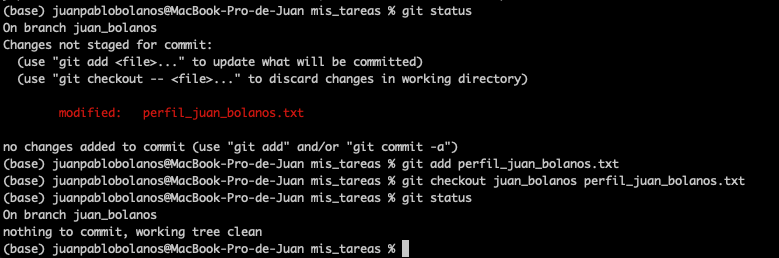 (base) juanpablobolanos@MacBook-Pro-de-Juan mis_tareas % git status
On branch juan_bolanos
Changes not staged for commit:
  (use "git add <file>..." to update what will be committed)
  (use "git checkout -- <file>..." to discard changes in working directory)

        modified:   perfil_juan_bolanos.txt

no changes added to commit (use "git add" and/or "git commit -a")
(base) juanpablobolanos@MacBook-Pro-de-Juan mis_tareas % git add perfil_juan_bolanos.txt
(base) juanpablobolanos@MacBook-Pro-de-Juan mis_tareas % git checkout juan_bolanos perfil_juan_bolanos.txt
(base) juanpablobolanos@MacBook-Pro-de-Juan mis_tareas % git status
On branch juan_bolanos
nothing to commit, working tree clean
(base) juanpablobolanos@MacBook-Pro-de-Juan mis_tareas %